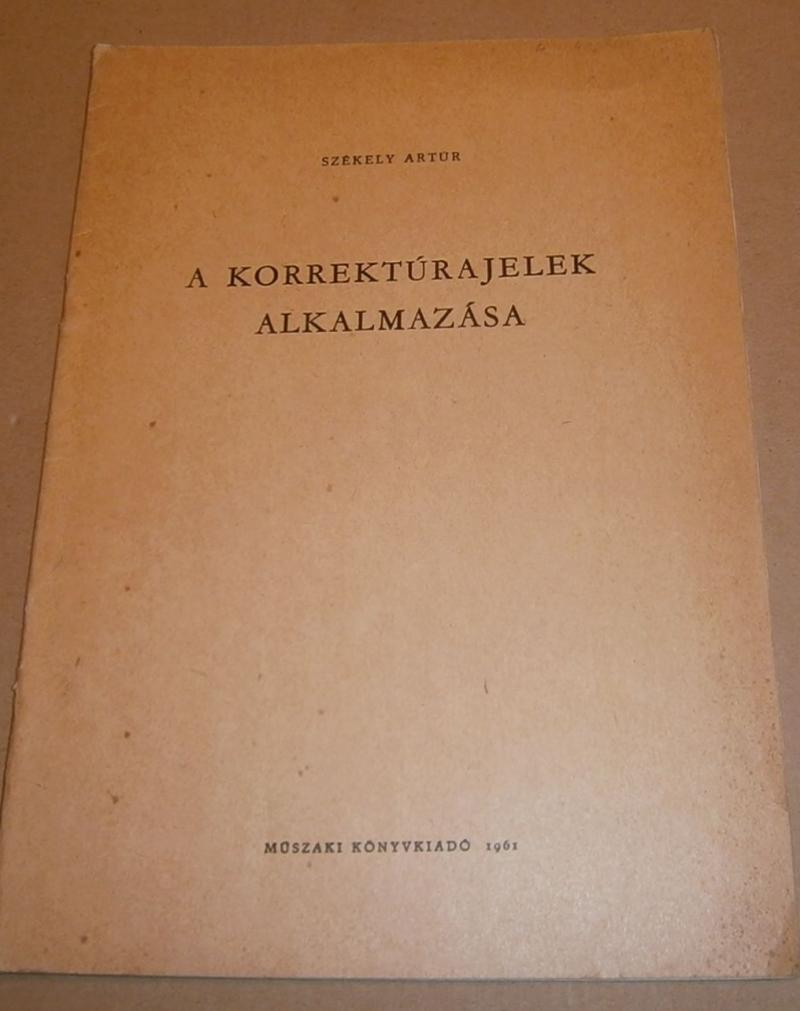 SZÉKELY ARTÚR
A KORREKTÚRAJELEK
ALKALMAZÁSA
MŰSZAKI KÖNYVKIADÓ 1961